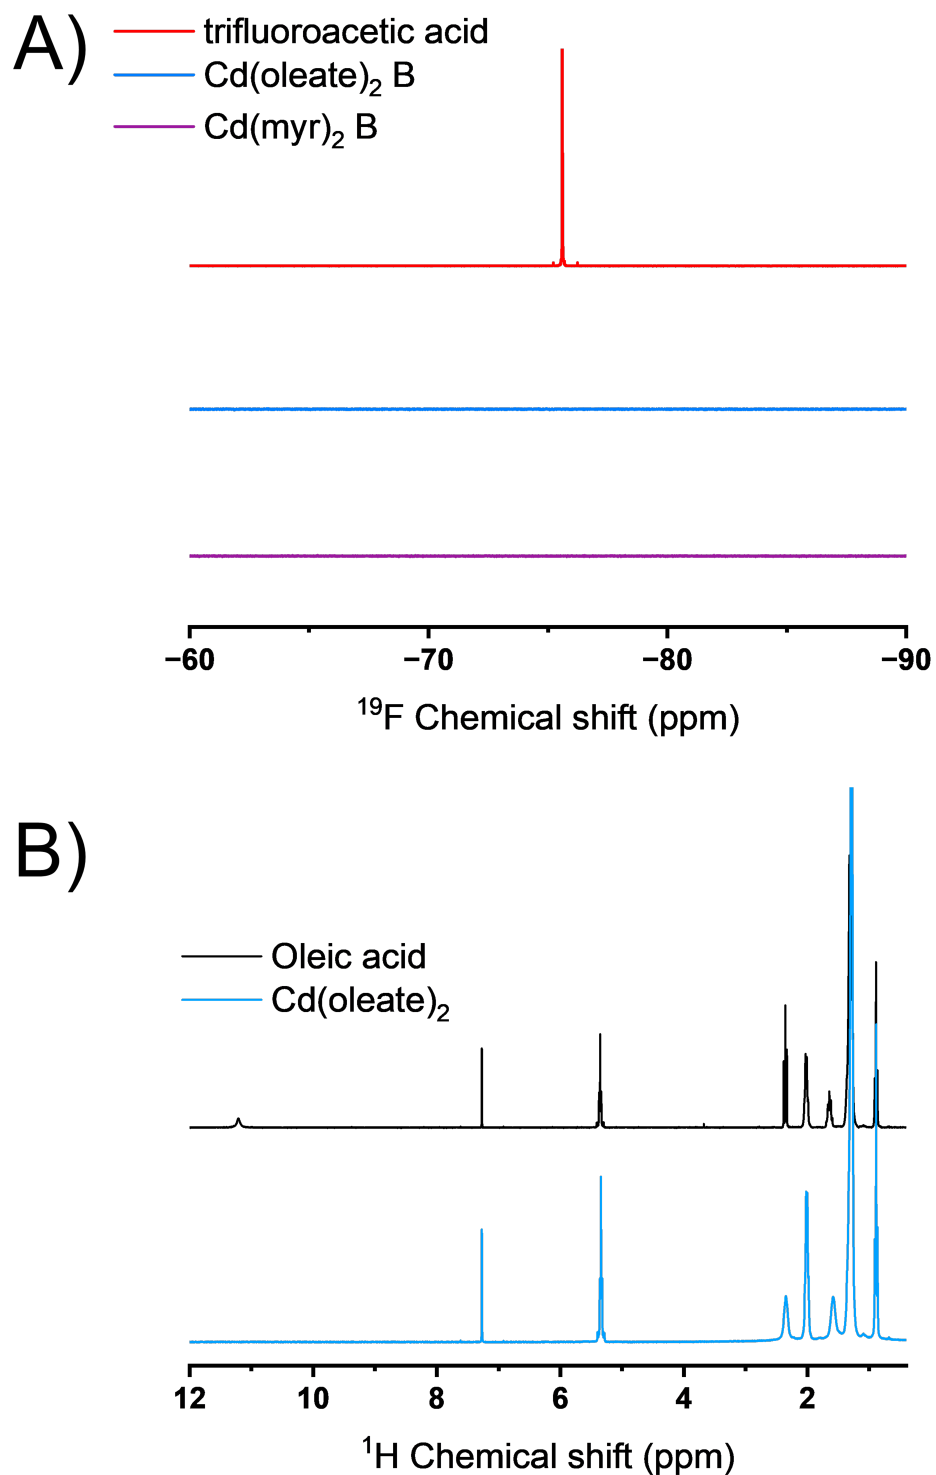 A)
trifluoroacetic acid
Cd(oleate)₂ B
Cd(myr)₂ B
−60 −70 −80 −90
¹⁹F Chemical shift (ppm)
B)
Oleic acid
Cd(oleate)₂
12 10 8 6 4 2
¹H Chemical shift (ppm)